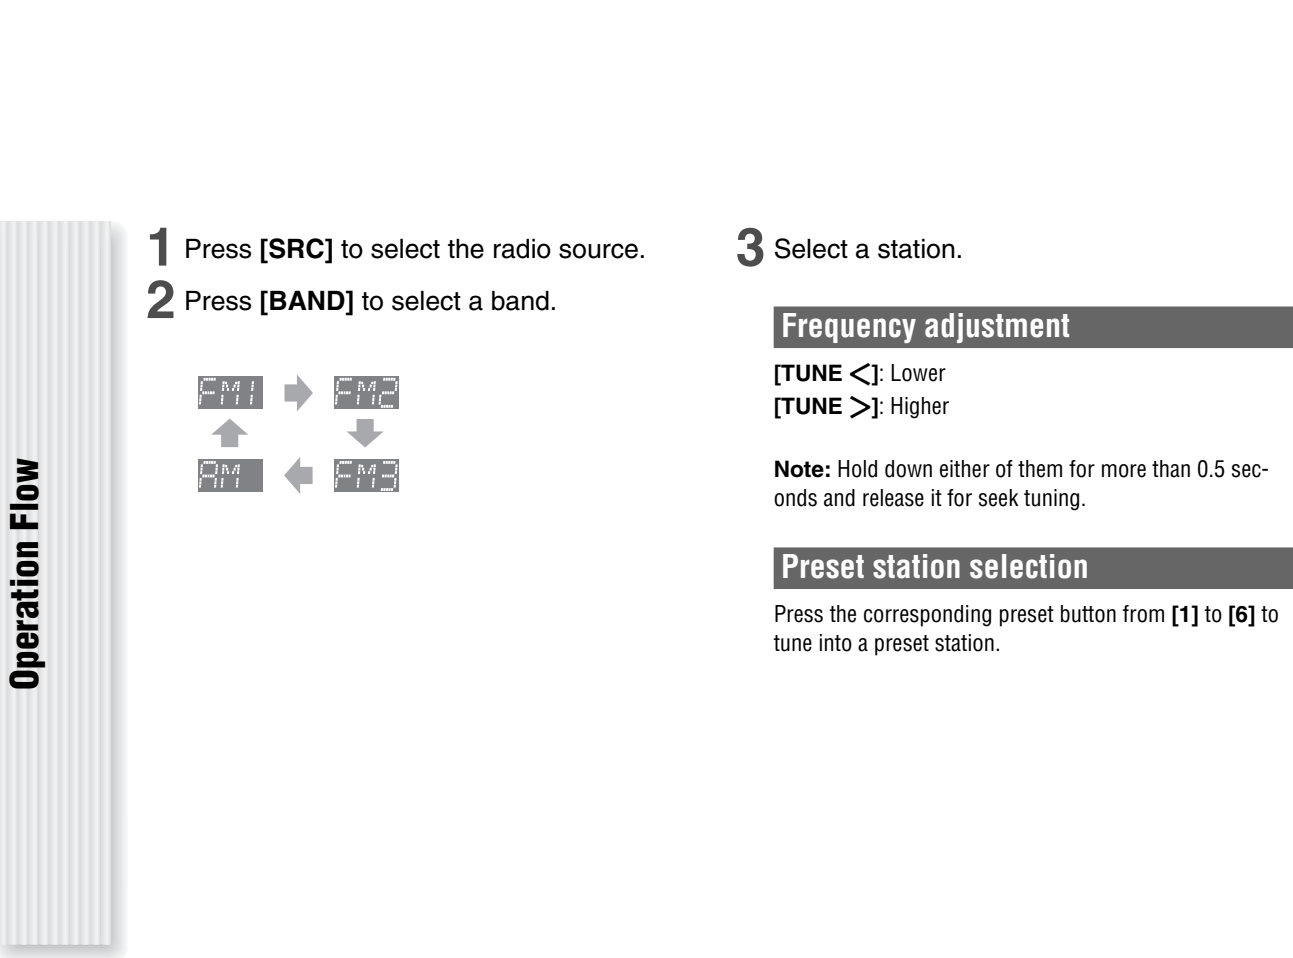 Operation Flow
1 Press [SRC] to select the radio source.
2 Press [BAND] to select a band.
FM1 FM2
AM FM3
3 Select a station.
Frequency adjustment
[TUNE <]: Lower
[TUNE >]: Higher
Note: Hold down either of them for more than 0.5 sec-
onds and release it for seek tuning.
Preset station selection
Press the corresponding preset button from [1] to [6] to
tune into a preset station.